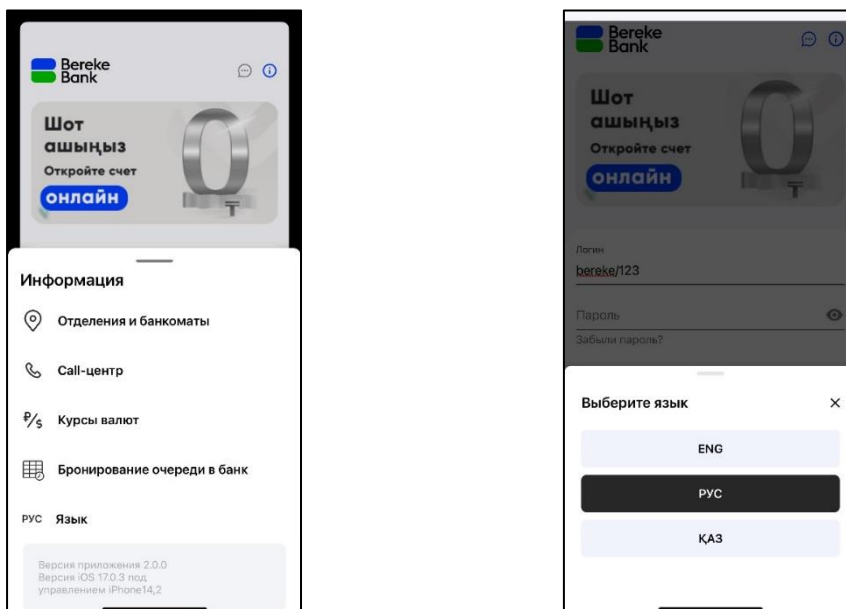 Bereke
Bank
Шот
ашыңыз
Откройте счет
онлайн
Информация
Отделения и банкоматы
Call-центр
₽/$ Курсы валют
Бронирование очереди в банк
РУС Язык
Версия приложения 2.0.0
Версия iOS 17.0.3 под
управлением iPhone14,2
Bereke
Bank
Шот
ашыңыз
Откройте счет
онлайн
Логин
bereke/123
Пароль
Забыли пароль?
Выберите язык
ENG
РУС
ҚАЗ